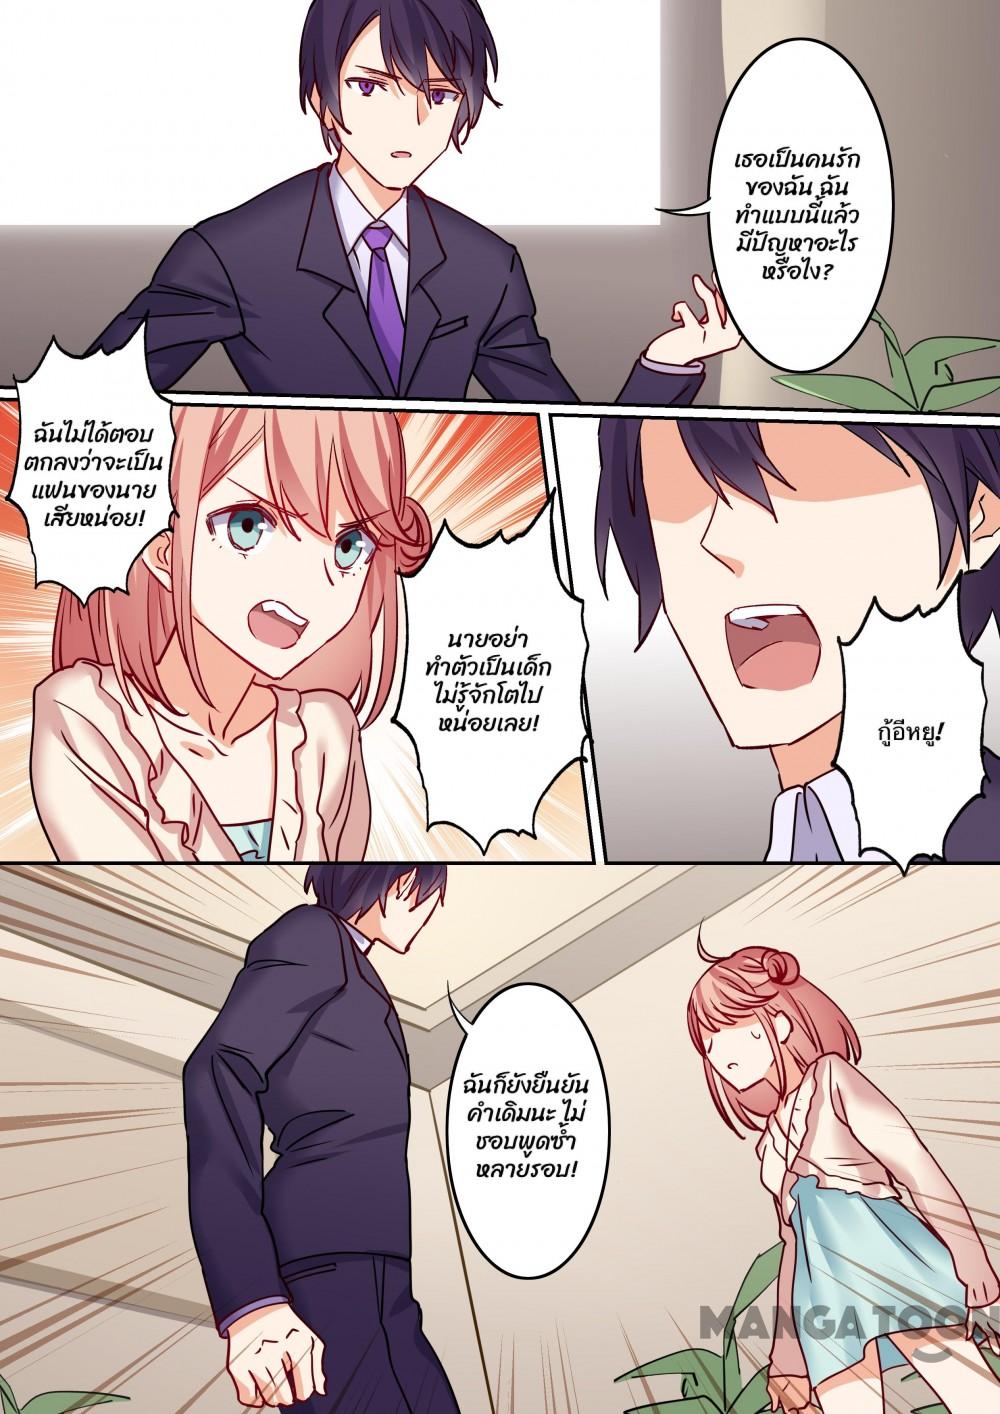 เธอเป็นคนรัก
ของฉัน ฉัน
ทำแบบนี้แล้ว
มีปัญหาอะไร
หรือไง?
ฉันไม่ได้ตอบ
ตกลงว่าจะเป็น
แฟนของนาย
เสียหน่อย!
นายอย่า
ทำตัวเป็นเด็ก
ไม่รู้จักโตไป
หน่อยเลย!
กู้อีหยู!
ฉันก็ยังยืนยัน
คำเดิมนะ ไม่
ชอบพูดซ้ำ
หลายรอบ!
MANGATOON